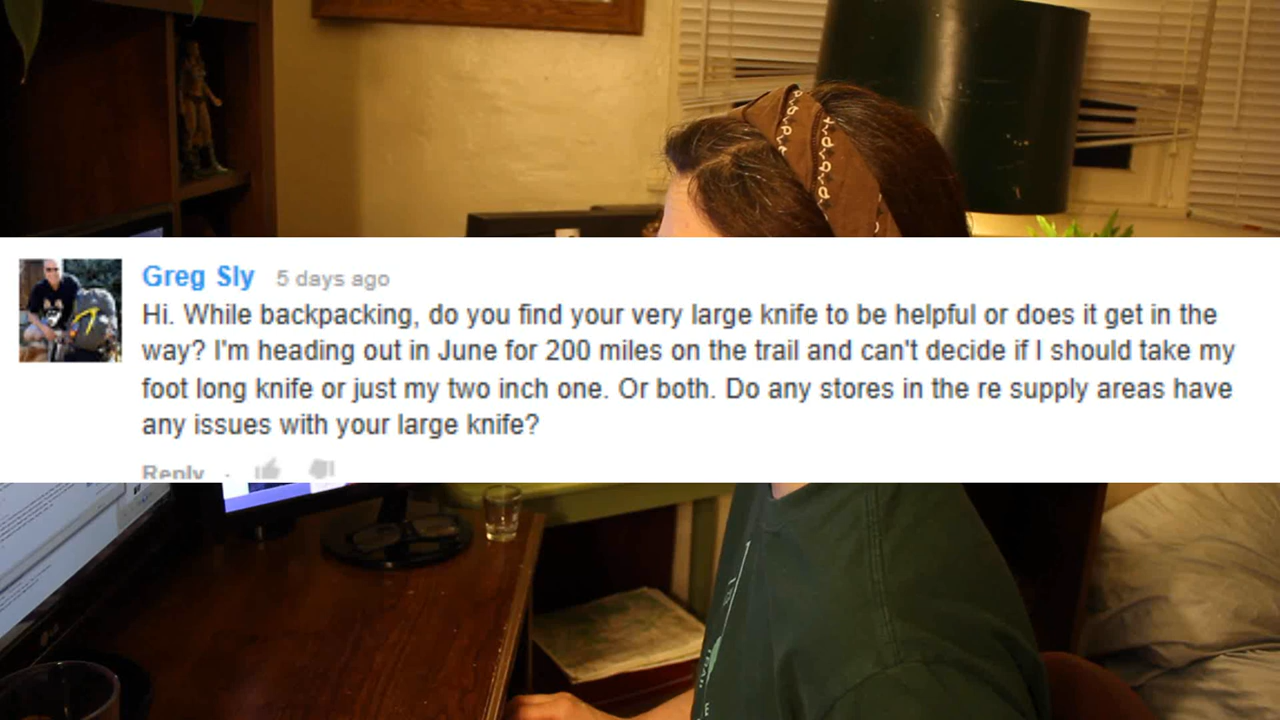 Greg Sly 5 days ago
Hi. While backpacking, do you find your very large knife to be helpful or does it get in the
way? I'm heading out in June for 200 miles on the trail and can't decide if I should take my
foot long knife or just my two inch one. Or both. Do any stores in the re supply areas have
any issues with your large knife?
Reply